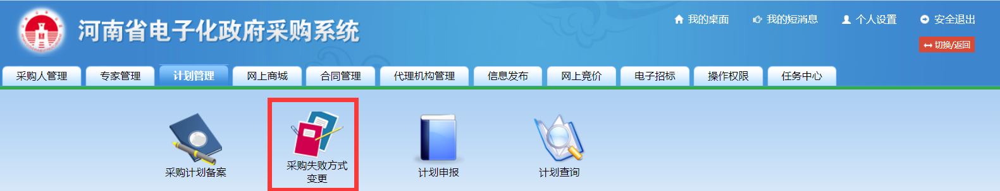 河南省电子化政府采购系统
我的桌面 我的短消息 个人设置 安全退出
切换/返回
采购人管理 专家管理 计划管理 网上商城 合同管理 代理机构管理 信息发布 网上竞价 电子招标 操作权限 任务中心
采购计划备案
采购失败方式
变更
计划申报
计划查询